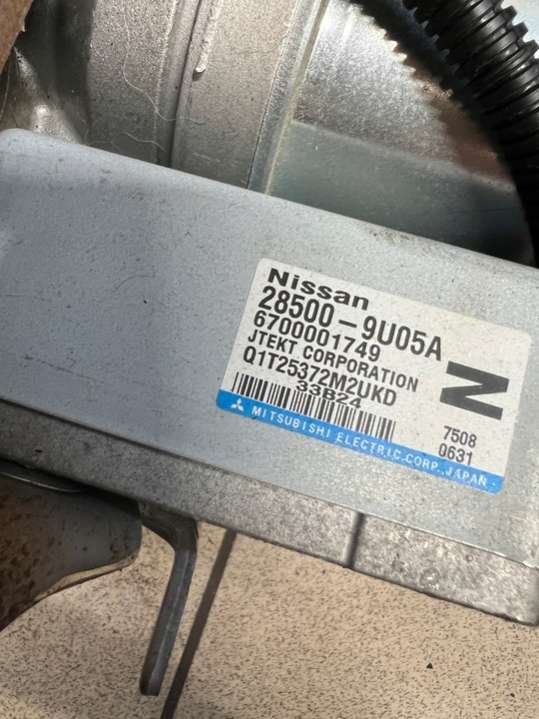 Nissan
28500-9U05A
6700001749
JTEKT CORPORATION
Q1T25372M2UKD
33B24
N
7508
0631
MITSUBISHI ELECTRIC CORP. JAPAN